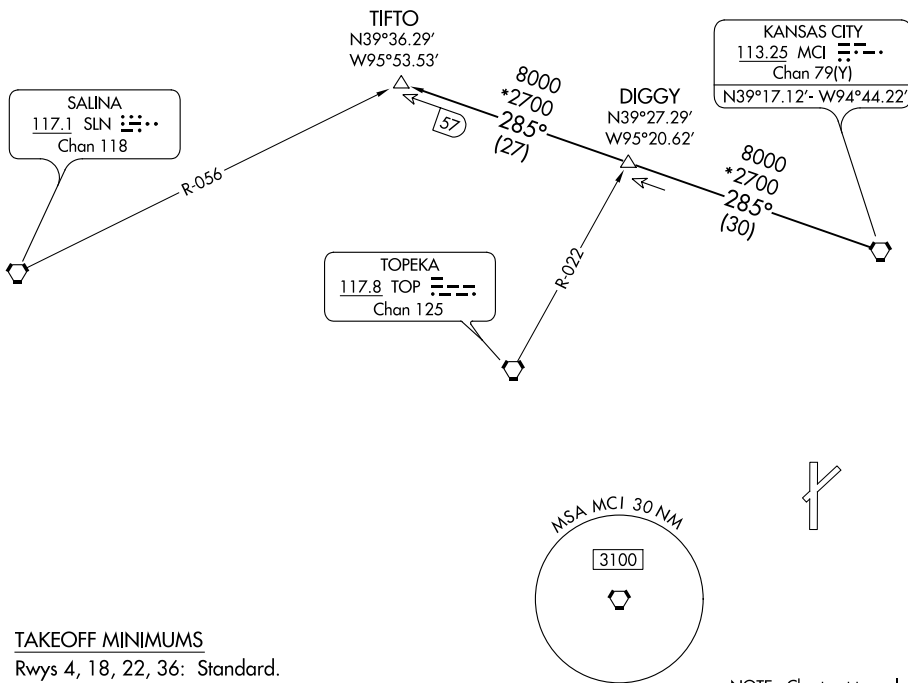 TIFTO
N39°36.29′
W95°53.53′
KANSAS CITY
113.25 MCI
Chan 79(Y)
N39°17.12′- W94°44.22′
SALINA
117.1 SLN
Chan 118
8000
*2700
285°
(27)
57
DIGGY
N39°27.29′
W95°20.62′
8000
*2700
285°
(30)
R-056
R-022
TOPEKA
117.8 TOP
Chan 125
MSA MCI 30 NM
3100
TAKEOFF MINIMUMS
Rwys 4, 18, 22, 36: Standard.